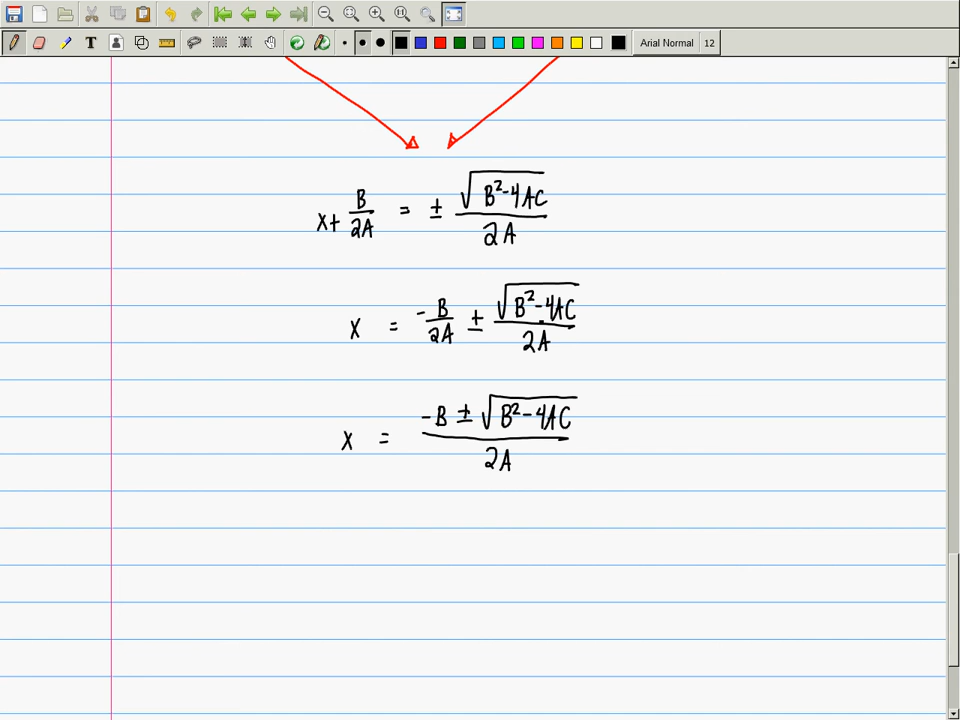 T
Arial Normal 12
x + B/2A = ± √(B² - 4AC)/2A
x = -B/2A ± √(B² - 4AC)/2A
x = (-B ± √(B² - 4AC))/2A